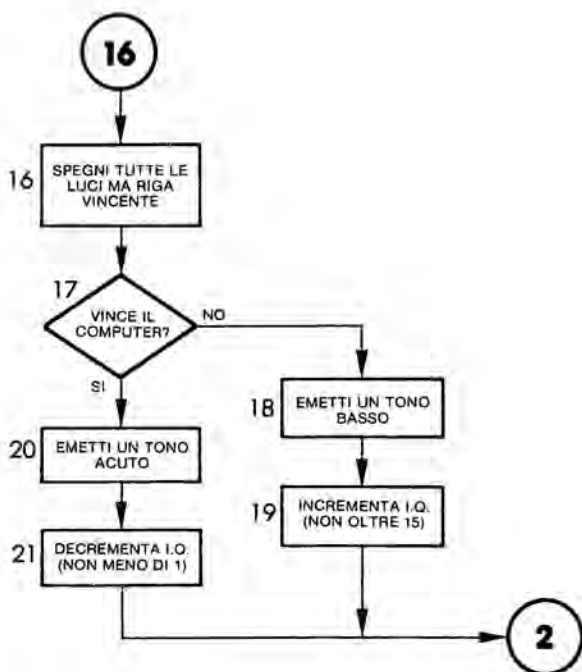 16
16
SPEGNI TUTTE LE
LUCI MA RIGA
VINCENTE
17
VINCE IL
COMPUTER?
NO
SI
18
EMETTI UN TONO
BASSO
20
EMETTI UN TONO
ACUTO
19
INCREMENTA I.Q.
(NON OLTRE 15)
21
DECREMENTA I.Q.
(NON MENO DI 1)
2